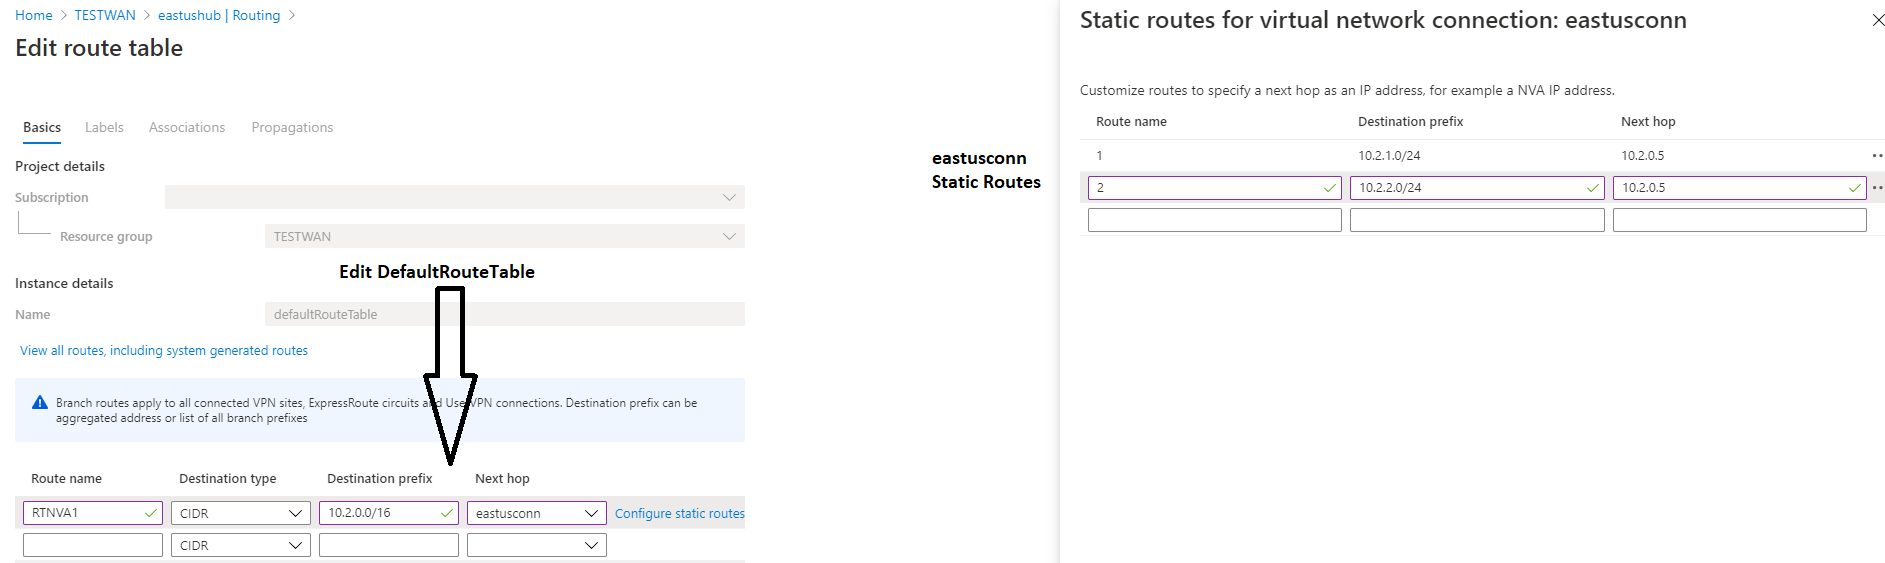 Home > TESTWAN > eastushub | Routing >
Edit route table
Basics Labels Associations Propagations
Project details
Subscription
Resource group TESTWAN
Edit DefaultRouteTable
Instance details
Name defaultRouteTable
View all routes, including system generated routes
Branch routes apply to all connected VPN sites, ExpressRoute circuits and Use VPN connections. Destination prefix can be
aggregated address or list of all branch prefixes
Route name Destination type Destination prefix Next hop
RTNVA1 CIDR 10.2.0.0/16 eastusconn Configure static routes
CIDR
eastusconn
Static Routes
Static routes for virtual network connection: eastusconn
Customize routes to specify a next hop as an IP address, for example a NVA IP address.
Route name Destination prefix Next hop
1 10.2.1.0/24 10.2.0.5
2 10.2.2.0/24 10.2.0.5